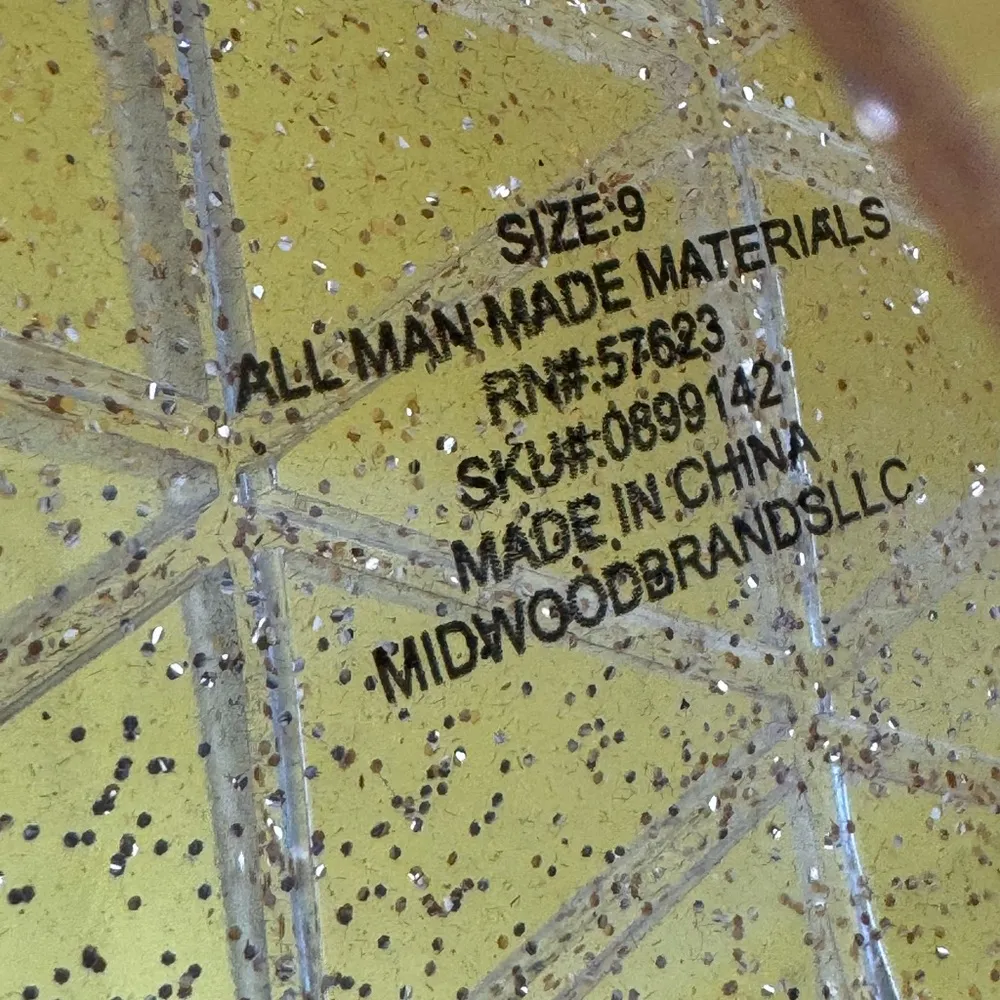 SIZE:9
ALL MAN-MADE MATERIALS
RN#:57623
SKU#:0899142
MADE IN CHINA
MIDWOODBRANDSLLC